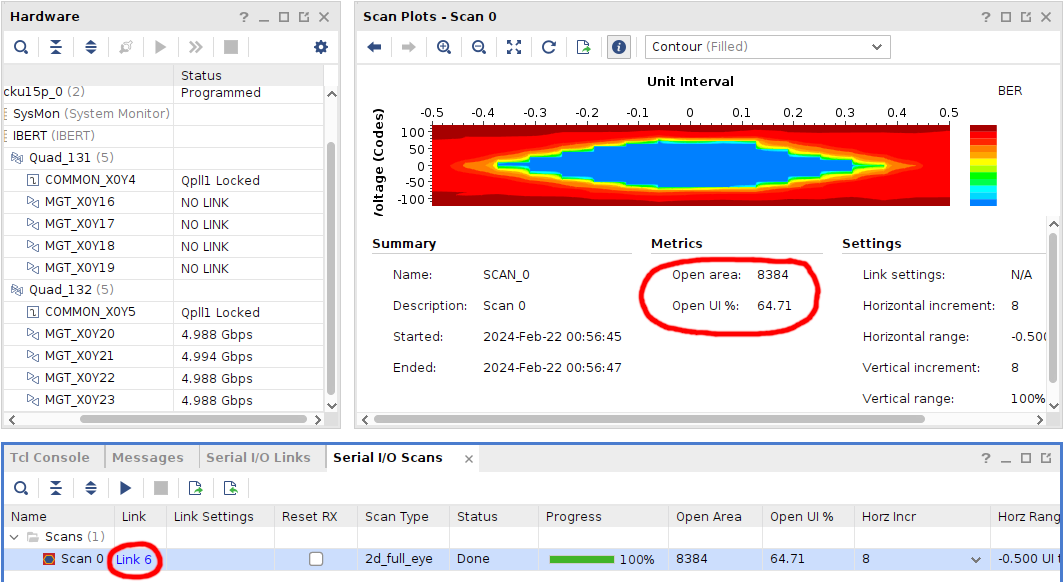 Hardware
Status
cku15p_0 (2) Programmed
SysMon (System Monitor)
IBERT (IBERT)
Quad_131 (5)
COMMON_X0Y4 Qpll1 Locked
MGT_X0Y16 NO LINK
MGT_X0Y17 NO LINK
MGT_X0Y18 NO LINK
MGT_X0Y19 NO LINK
Quad_132 (5)
COMMON_X0Y5 Qpll1 Locked
MGT_X0Y20 4.988 Gbps
MGT_X0Y21 4.994 Gbps
MGT_X0Y22 4.988 Gbps
MGT_X0Y23 4.988 Gbps
Scan Plots - Scan 0
Contour (Filled)
Unit Interval
BER
-0.5 -0.4 -0.3 -0.2 -0.1 0 0.1 0.2 0.3 0.4 0.5
/oltage (Codes)
100
50
0
-50
-100
Summary
Name: SCAN_0
Description: Scan 0
Started: 2024-Feb-22 00:56:45
Ended: 2024-Feb-22 00:56:47
Metrics
Open area: 8384
Open UI %: 64.71
Settings
Link settings: N/A
Horizontal increment: 8
Horizontal range: -0.500
Vertical increment: 8
Vertical range: 100%
Tcl Console Messages Serial I/O Links Serial I/O Scans
Name Link Link Settings Reset RX Scan Type Status Progress Open Area Open UI % Horz Incr Horz Rang
Scans (1)
Scan 0 Link 6 2d_full_eye Done 100% 8384 64.71 8 -0.500 UI t